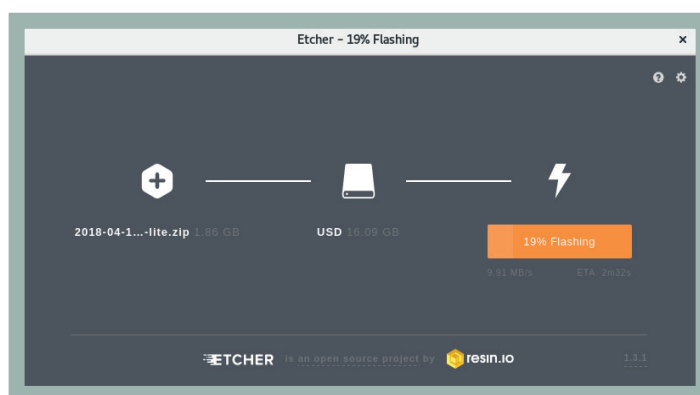 Etcher – 19% Flashing
2018-04-1...-lite.zip 1.86 GB
USD 16.09 GB
19% Flashing
9.91 MB/s ETA: 2m32s
ETCHER is an open source project by resin.io 1.3.1